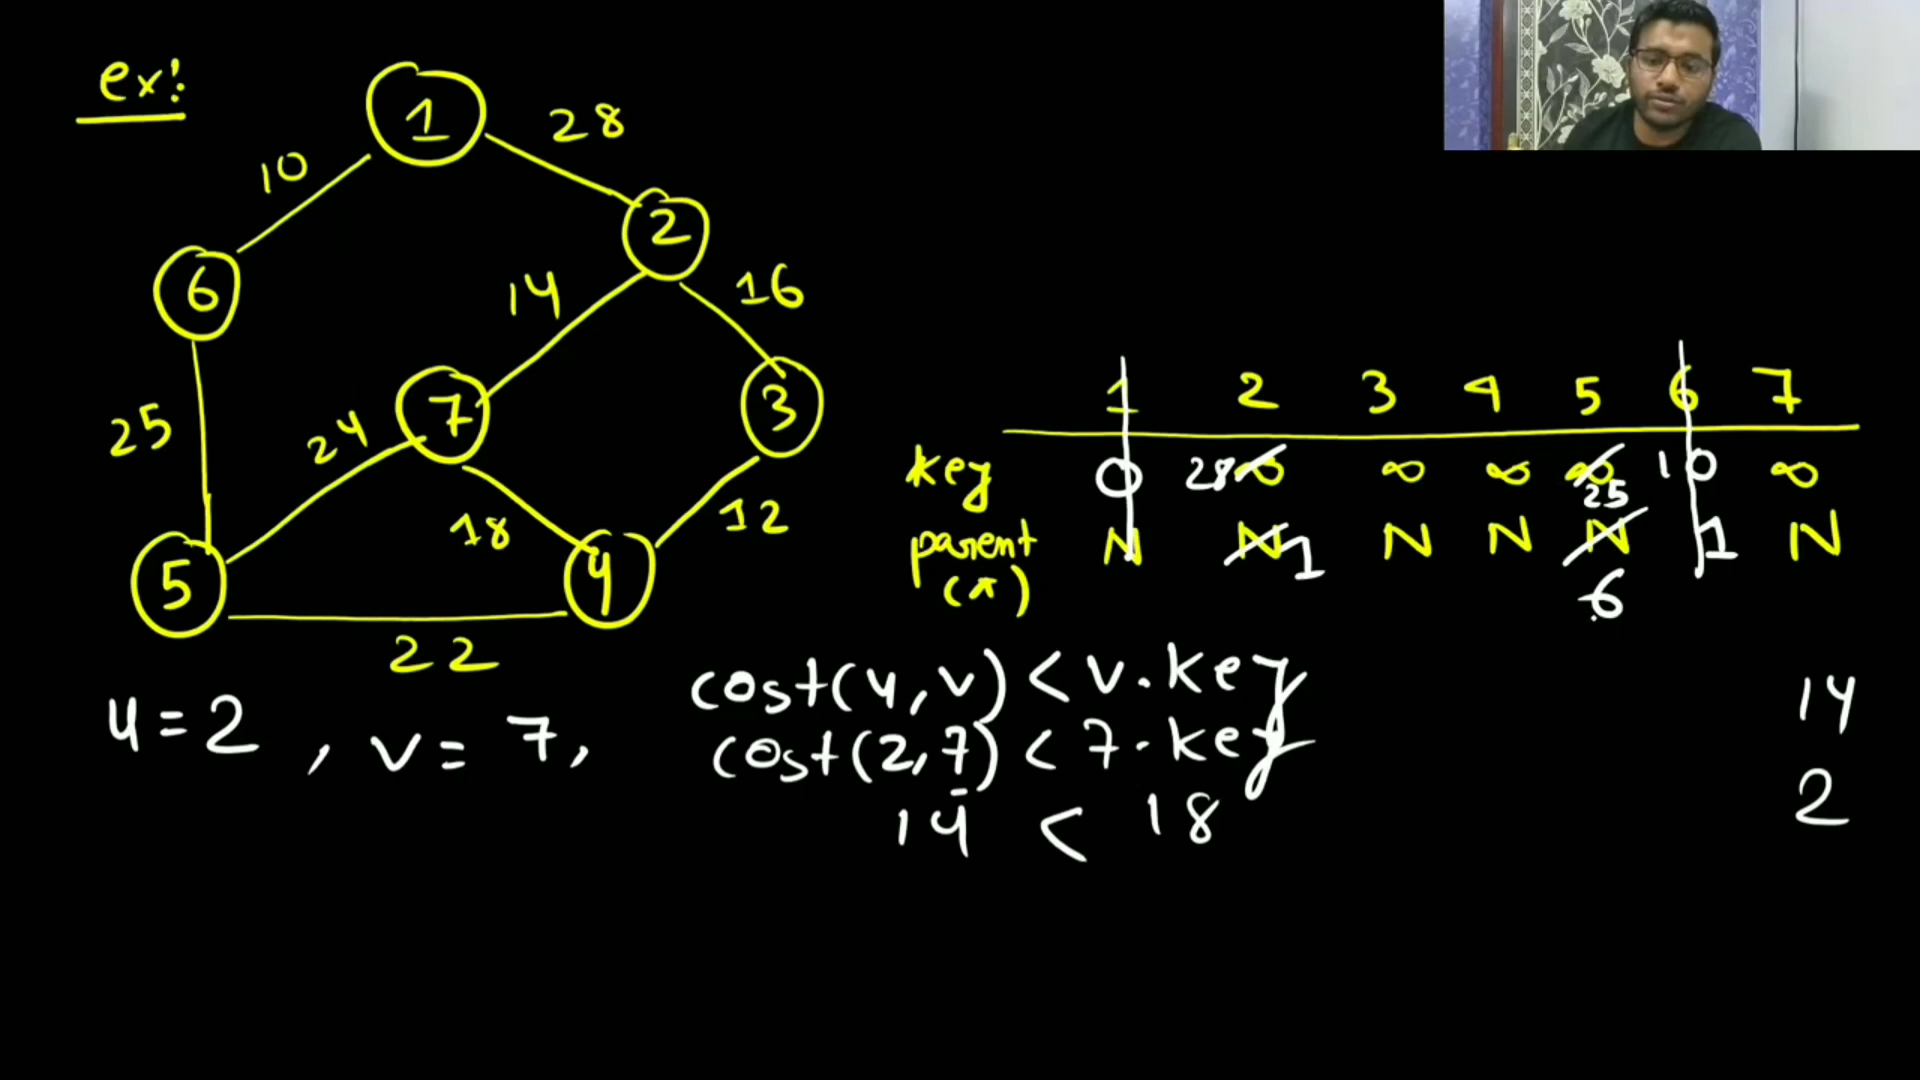 ex:
1
28
10
2
6
14
16
7
3
25
24
18
12
5
4
22
1 2 3 4 5 6 7
key 0 28 ∞ ∞ ∞ ∞ 25 10 ∞
parent N N 1 N N N 1 N
(π) 6
u=2 , v= 7, cost(u,v) < v.key
cost(2,7) < 7.key
14 < 18
14
2